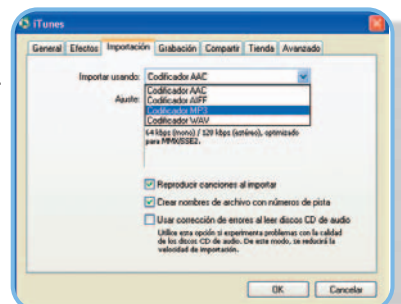 iTunes
General Efectos Importación Grabación Compartir Tienda Avanzado
Importar usando: Codificador AAC
Ajuste: Codificador AAC
Codificador AIFF
Codificador MP3
Codificador WAV
64 kbps (mono) / 128 kbps (estéreo), optimizado
para MMX/SSE2.
Reproducir canciones al importar
Crear nombres de archivo con números de pista
Usar corrección de errores al leer discos CD de audio
Utilice esta opción si experimenta problemas con la calidad
de los discos CD de audio. De este modo, se reducirá la
velocidad de importación.
OK Cancelar